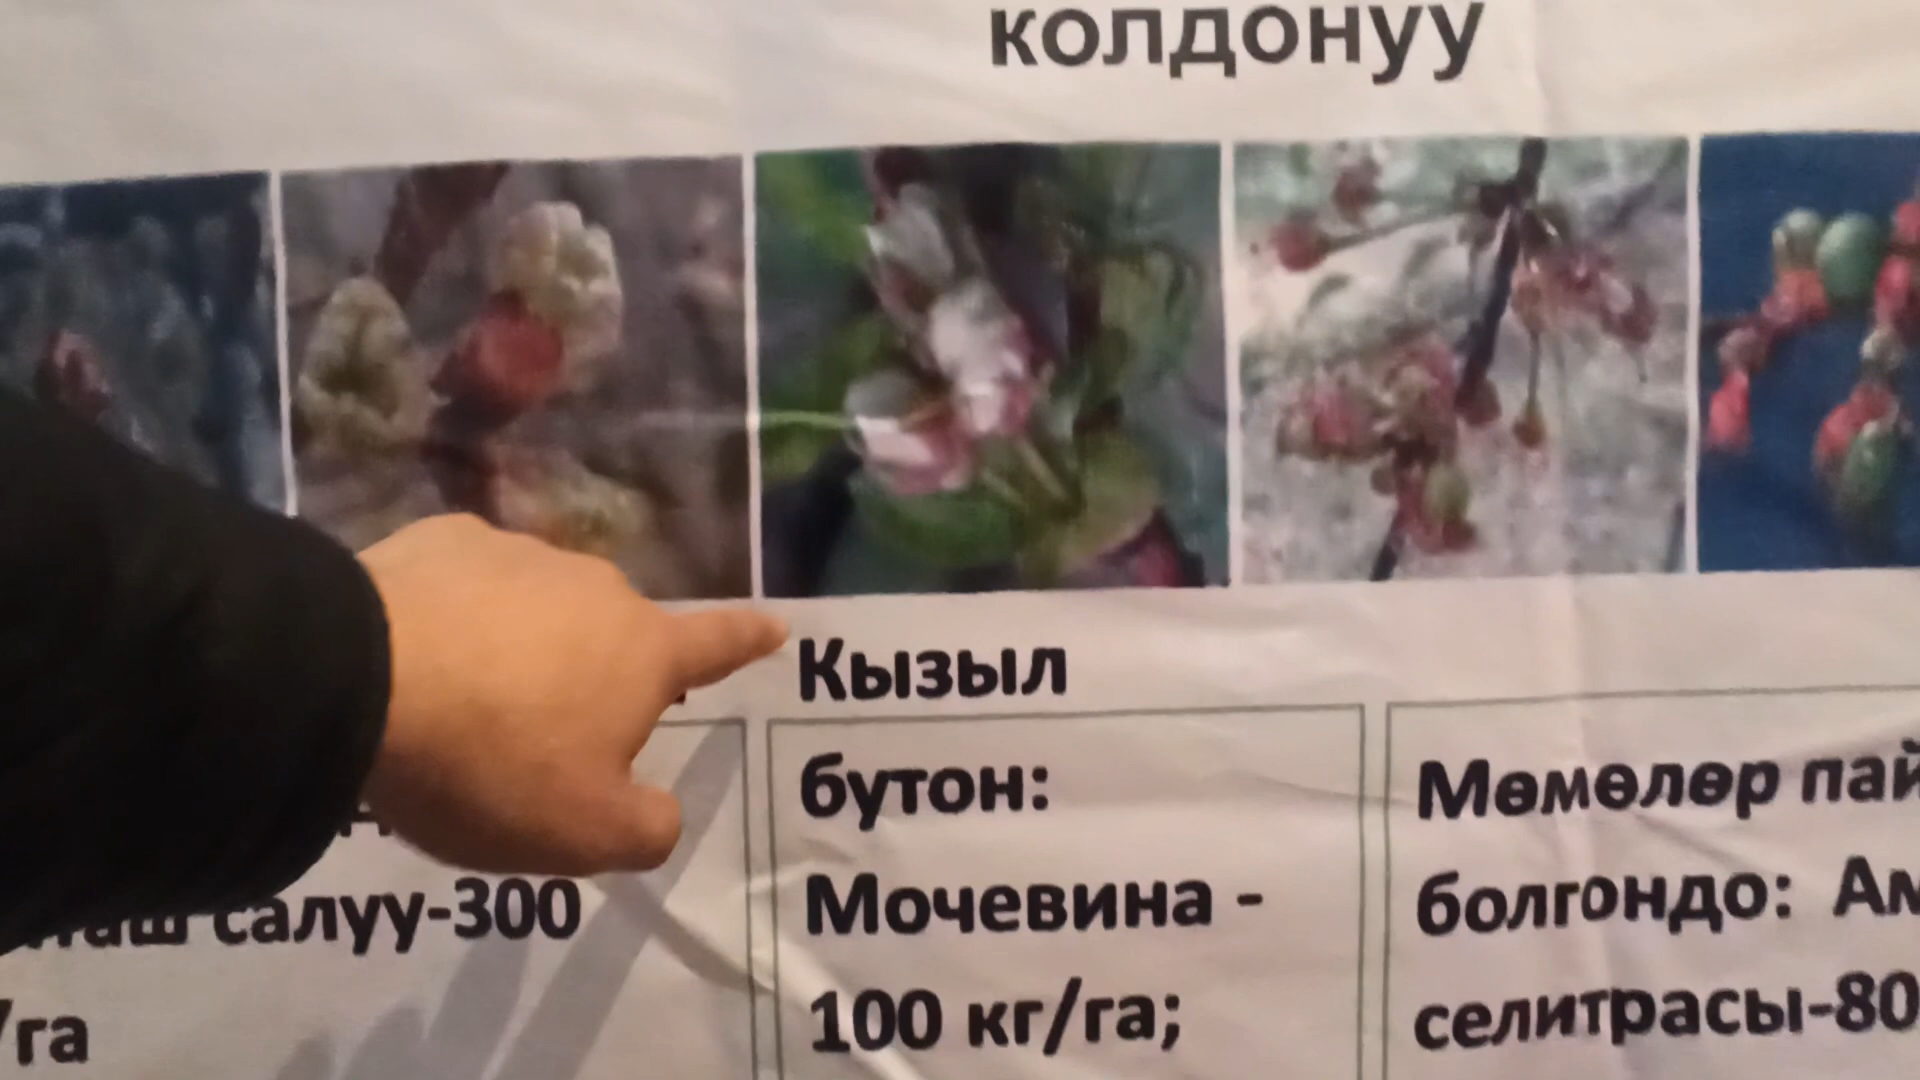 колдонуу
Кызыл
бутон:
Мочевина -
100 кг/га;
салуу-300
/га
Мөмөлөр пай
болгондо: Ам
селитрасы-80